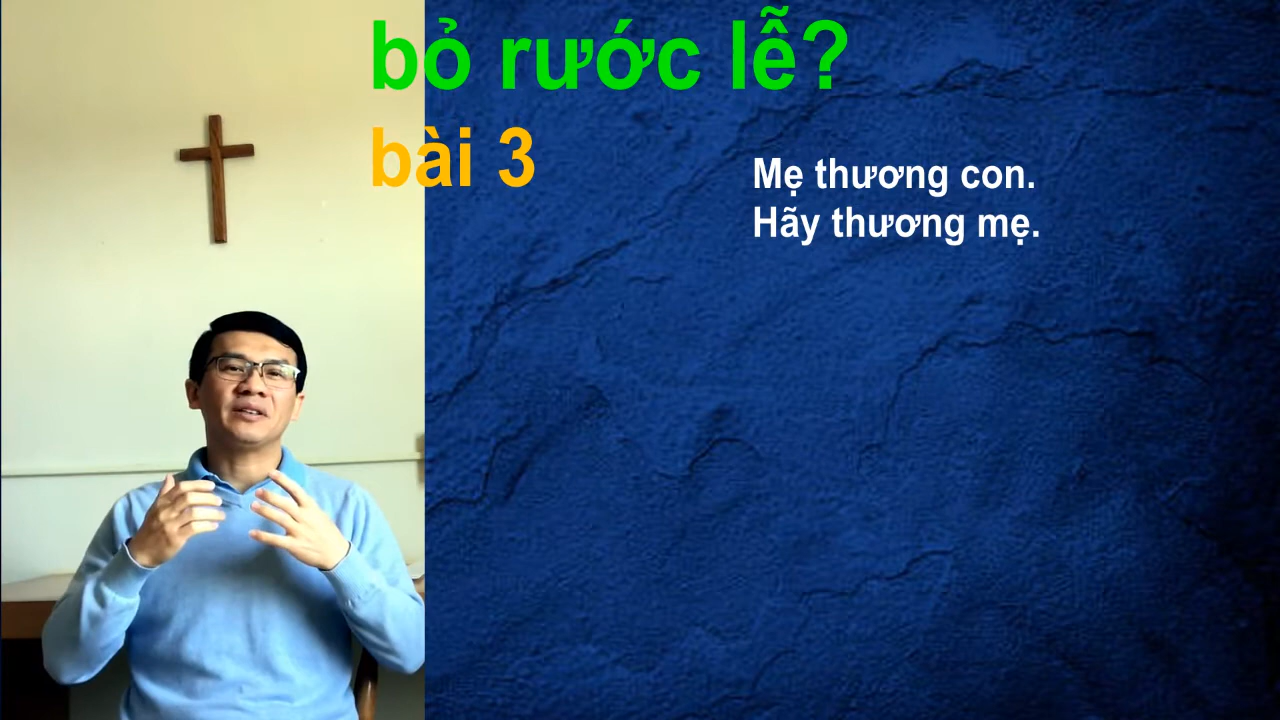 bỏ rước lễ?
bài 3
Mẹ thương con.
Hãy thương mẹ.